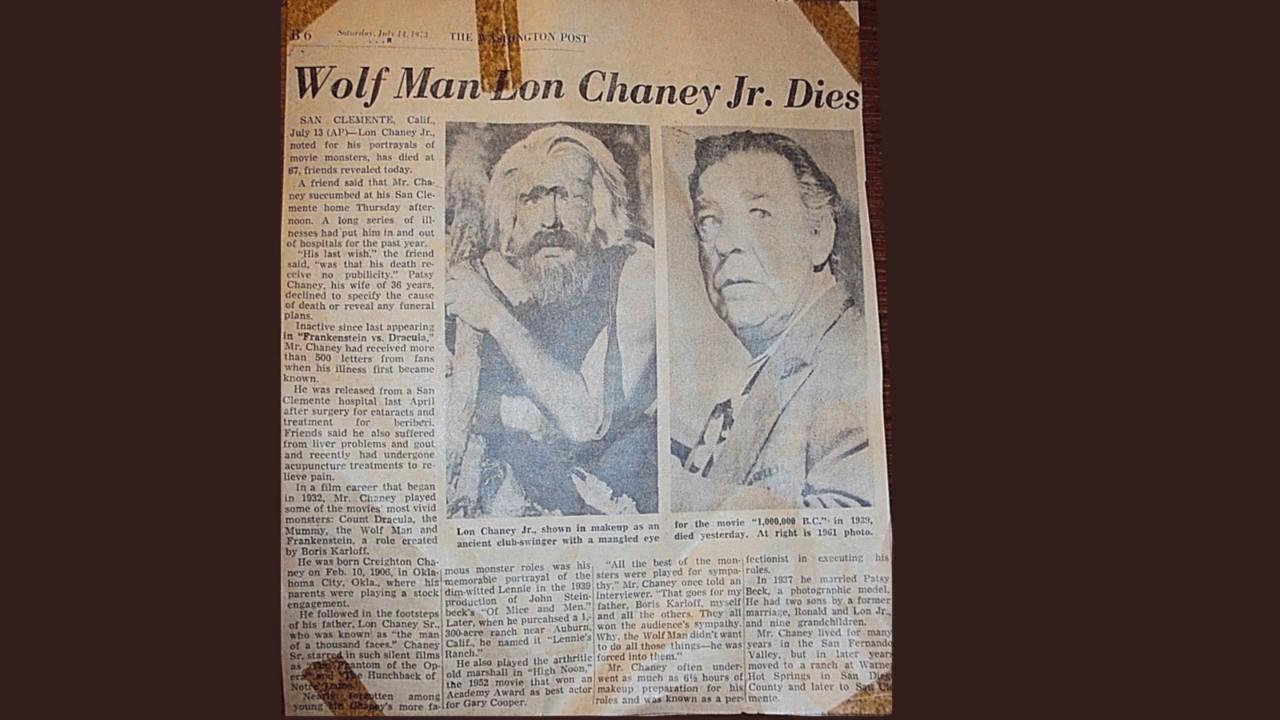 B 6 Saturday, July 14, 1973 THE WASHINGTON POST
Wolf Man Lon Chaney Jr. Dies
SAN CLEMENTE, Calif.,
July 13 (AP)—Lon Chaney Jr.,
noted for his portrayals of
movie monsters, has died at
67, friends revealed today.
A friend said that Mr. Cha-
ney succumbed at his San Cle-
mente home Thursday after-
noon. A long series of ill-
nesses had put him in and out
of hospitals for the past year.
"His last wish," the friend
said, "was that his death re-
ceive no pubilicity." Patsy
Chaney, his wife of 36 years,
declined to specify the cause
of death or reveal any funeral
plans.
Inactive since last appearing
in "Frankenstein vs. Dracula,"
Mr. Chaney had received more
than 500 letters from fans
when his illness first became
known.
He was released from a San
Clemente hospital last April
after surgery for cataracts and
treatment for beriberi.
Friends said he also suffered
from liver problems and gout
and recently had undergone
acupuncture treatments to re-
lieve pain.
In a film career that began
in 1932, Mr. Chaney played
some of the movies' most vivid
monsters: Count Dracula, the
Mummy, the Wolf Man and
Frankenstein, a role created
by Boris Karloff.
He was born Creighton Cha-
ney on Feb. 10, 1906, in Okla-
homa City, Okla., where his
parents were playing a stock
engagement.
He followed in the footsteps
of his father, Lon Chaney Sr.,
who was known as "the man
of a thousand faces." Chaney
Sr. starred in such silent films
as "The Phantom of the Op-
era" and "The Hunchback of
Notre Dame."
Nearly forgotten among
young Mr. Chaney's more fa-
Lon Chaney Jr., shown in makeup as an
ancient club-swinger with a mangled eye
for the movie "1,000,000 B.C." in 1939,
died yesterday. At right is 1961 photo.
mous monster roles was his
memorable portrayal of the
dim-witted Lennie in the 1939
production of John Stein-
beck's "Of Mice and Men."
Later, when he purcahsed a 1,-
300-acre ranch near Auburn,
Calif., he named it "Lennie's
Ranch."
He also played the arthritic
old marshall in "High Noon,"
the 1952 movie that won an
Academy Award as best actor
for Gary Cooper.
"All the best of the mon-
sters were played for sympa-
thy," Mr. Chaney once told an
interviewer. "That goes for my
father, Boris Karloff, myself
and all the others. They all
won the audience's sympathy.
Why, the Wolf Man didn't want
to do all those things—he was
forced into them."
Mr. Chaney often under-
went as much as 6½ hours of
makeup preparation for his
roles and was known as a per-
fectionist in executing his
roles.
In 1937 he married Patsy
Beck, a photographic model.
He had two sons by a former
marriage, Ronald and Lon Jr.,
and nine grandchildren.
Mr. Chaney lived for many
years in the San Fernando
Valley, but in later years
moved to a ranch at Warner
Hot Springs in San Diego
County and later to San Cle-
mente.